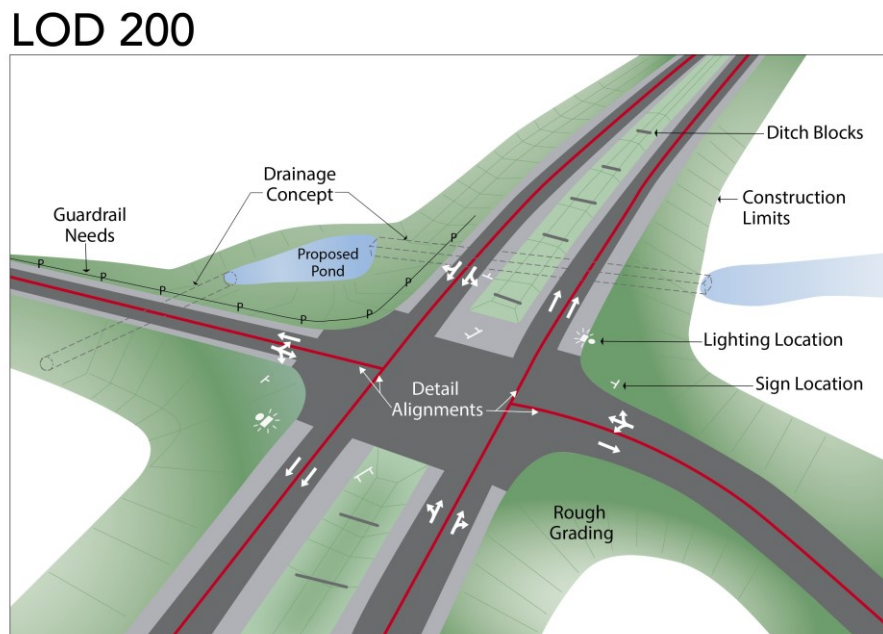 LOD 200
Ditch Blocks
Drainage
Concept
Construction
Limits
Guardrail
Needs
P
P
P
P
P
P
P
P
Proposed
Pond
Lighting Location
Sign Location
Detail
Alignments
Rough
Grading